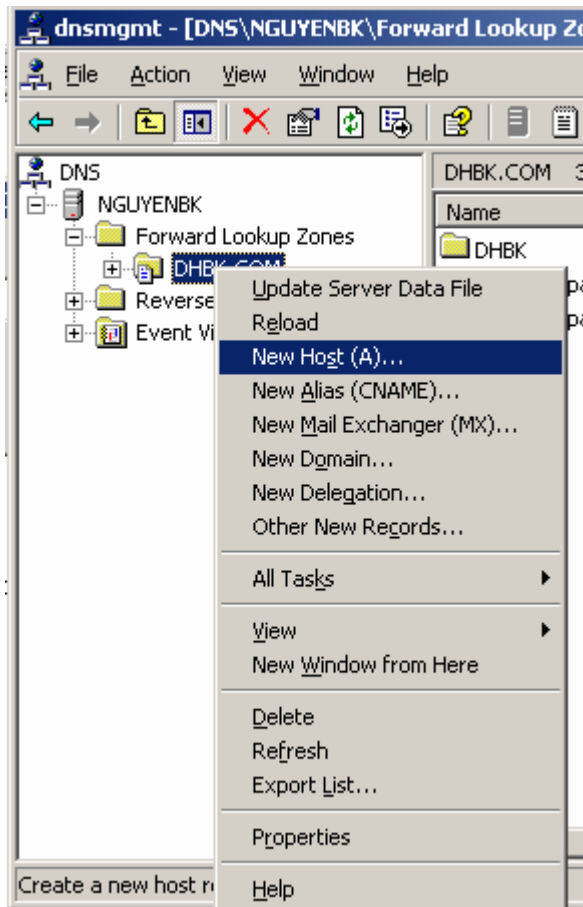 dnsmgmt - [DNS\NGUYENBK\Forward Lookup Zo
File Action View Window Help
DNS
NGUYENBK
Forward Lookup Zones
DHBK.COM
Reverse
Event Vi
DHBK.COM 3
Name
DHBK
pa
pa
Update Server Data File
Reload
New Host (A)...
New Alias (CNAME)...
New Mail Exchanger (MX)...
New Domain...
New Delegation...
Other New Records...
All Tasks
View
New Window from Here
Delete
Refresh
Export List...
Properties
Help
Create a new host r